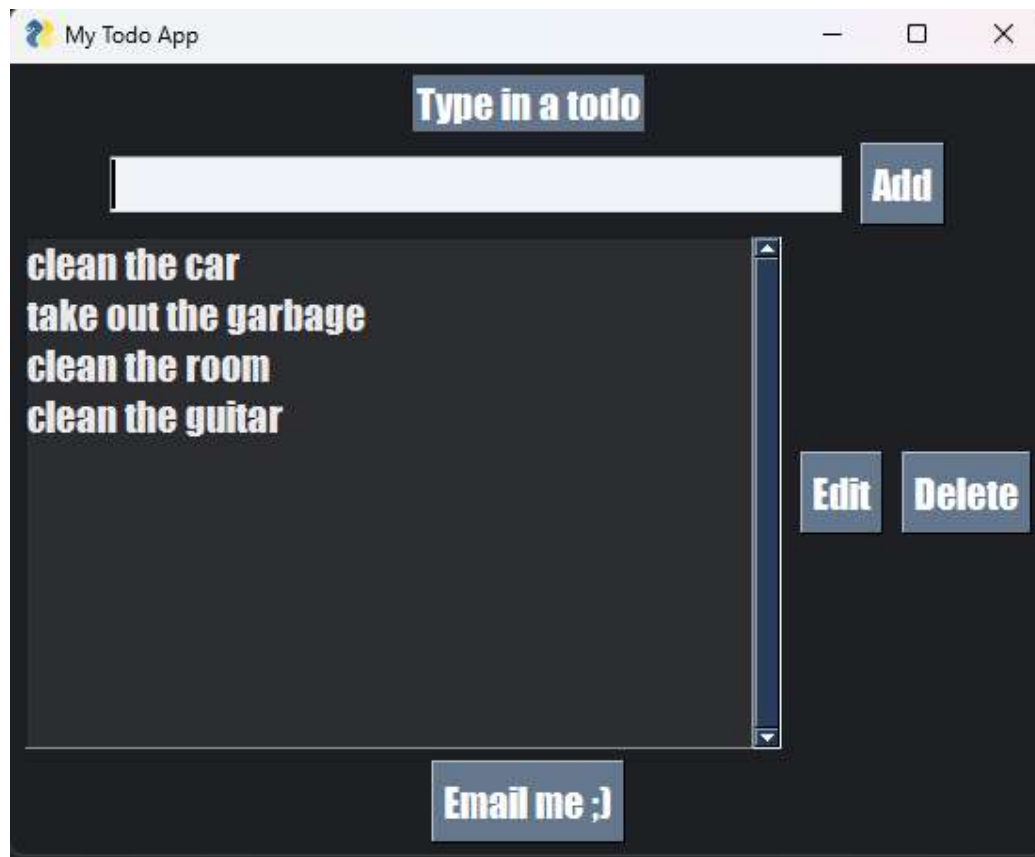 My Todo App
Type in a todo
Add
clean the car
take out the garbage
clean the room
clean the guitar
Edit Delete
Email me ;)